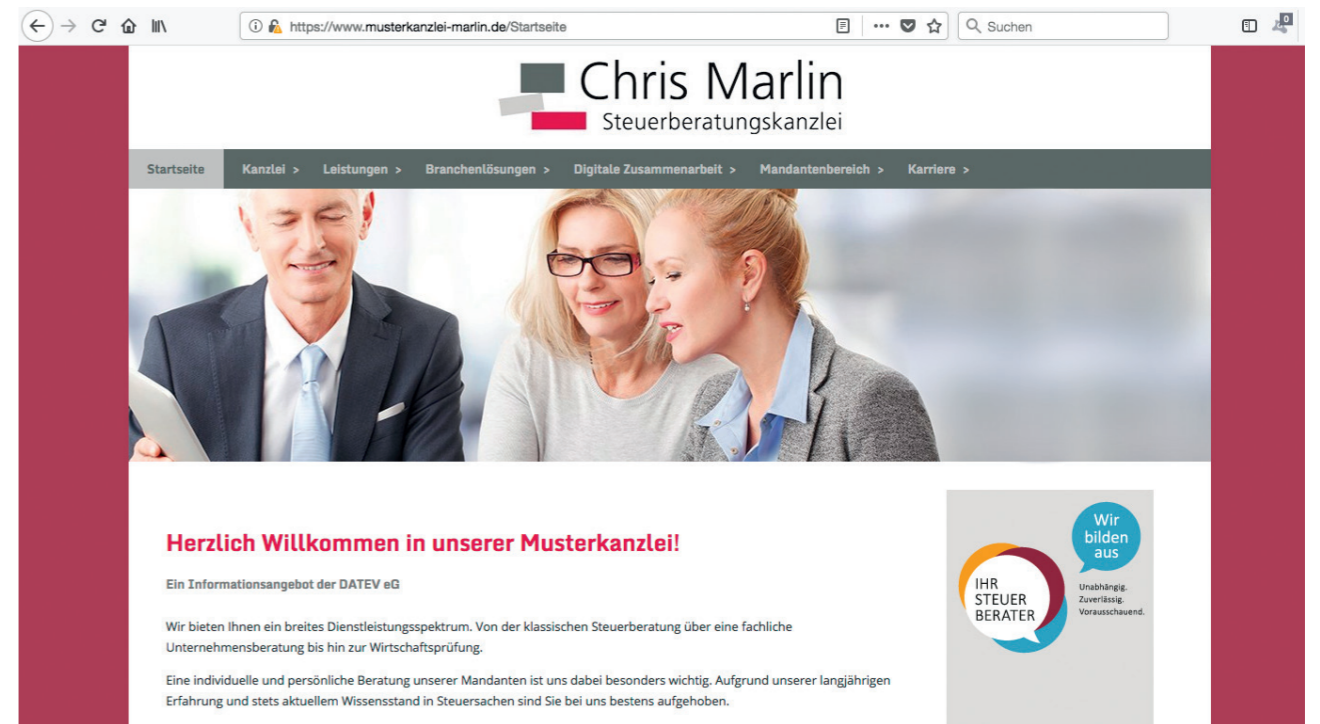 https://www.musterkanzlei-marlin.de/Startseite
Suchen
0
Chris Marlin
Steuerberatungskanzlei
Startseite Kanzlei > Leistungen > Branchenlösungen > Digitale Zusammenarbeit > Mandantenbereich > Karriere >
Herzlich Willkommen in unserer Musterkanzlei!
Ein Informationsangebot der DATEV eG
Wir bieten Ihnen ein breites Dienstleistungsspektrum. Von der klassischen Steuerberatung über eine fachliche
Unternehmensberatung bis hin zur Wirtschaftsprüfung.
Eine individuelle und persönliche Beratung unserer Mandanten ist uns dabei besonders wichtig. Aufgrund unserer langjährigen
Erfahrung und stets aktuellem Wissensstand in Steuersachen sind Sie bei uns bestens aufgehoben.
Wir
bilden
aus
IHR
STEUER
BERATER
Unabhängig.
Zuverlässig.
Vorausschauend.